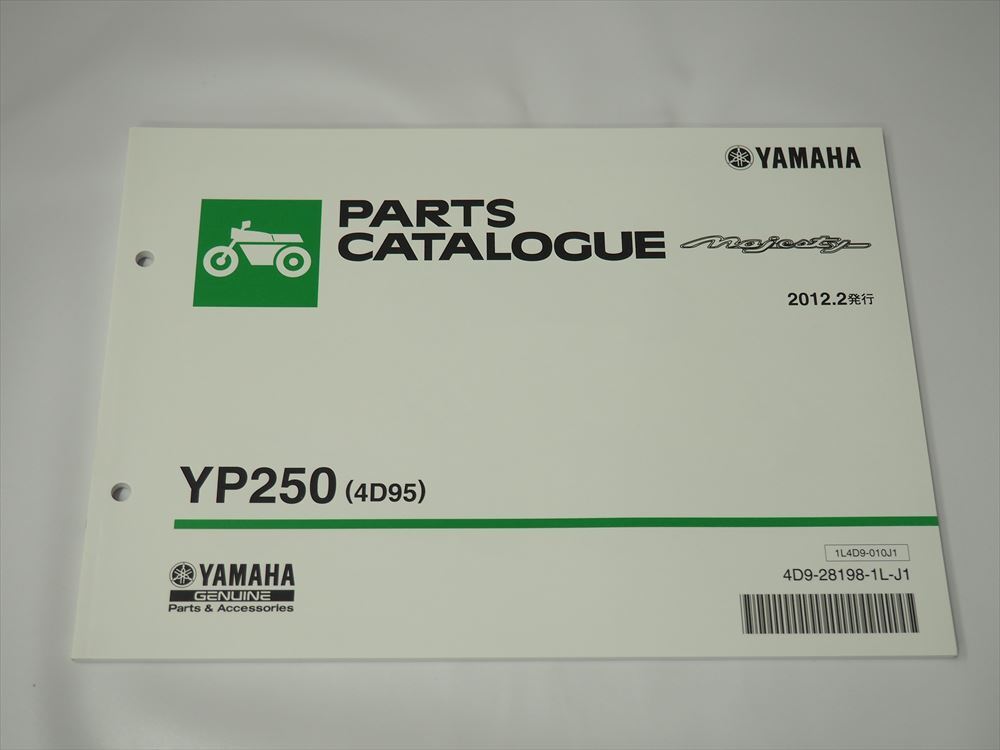 YAMAHA
PARTS
CATALOGUE Majesty
2012.2発行
YP250 (4D95)
1L4D9-010J1
4D9-28198-1L-J1
YAMAHA
GENUINE
Parts & Accessories